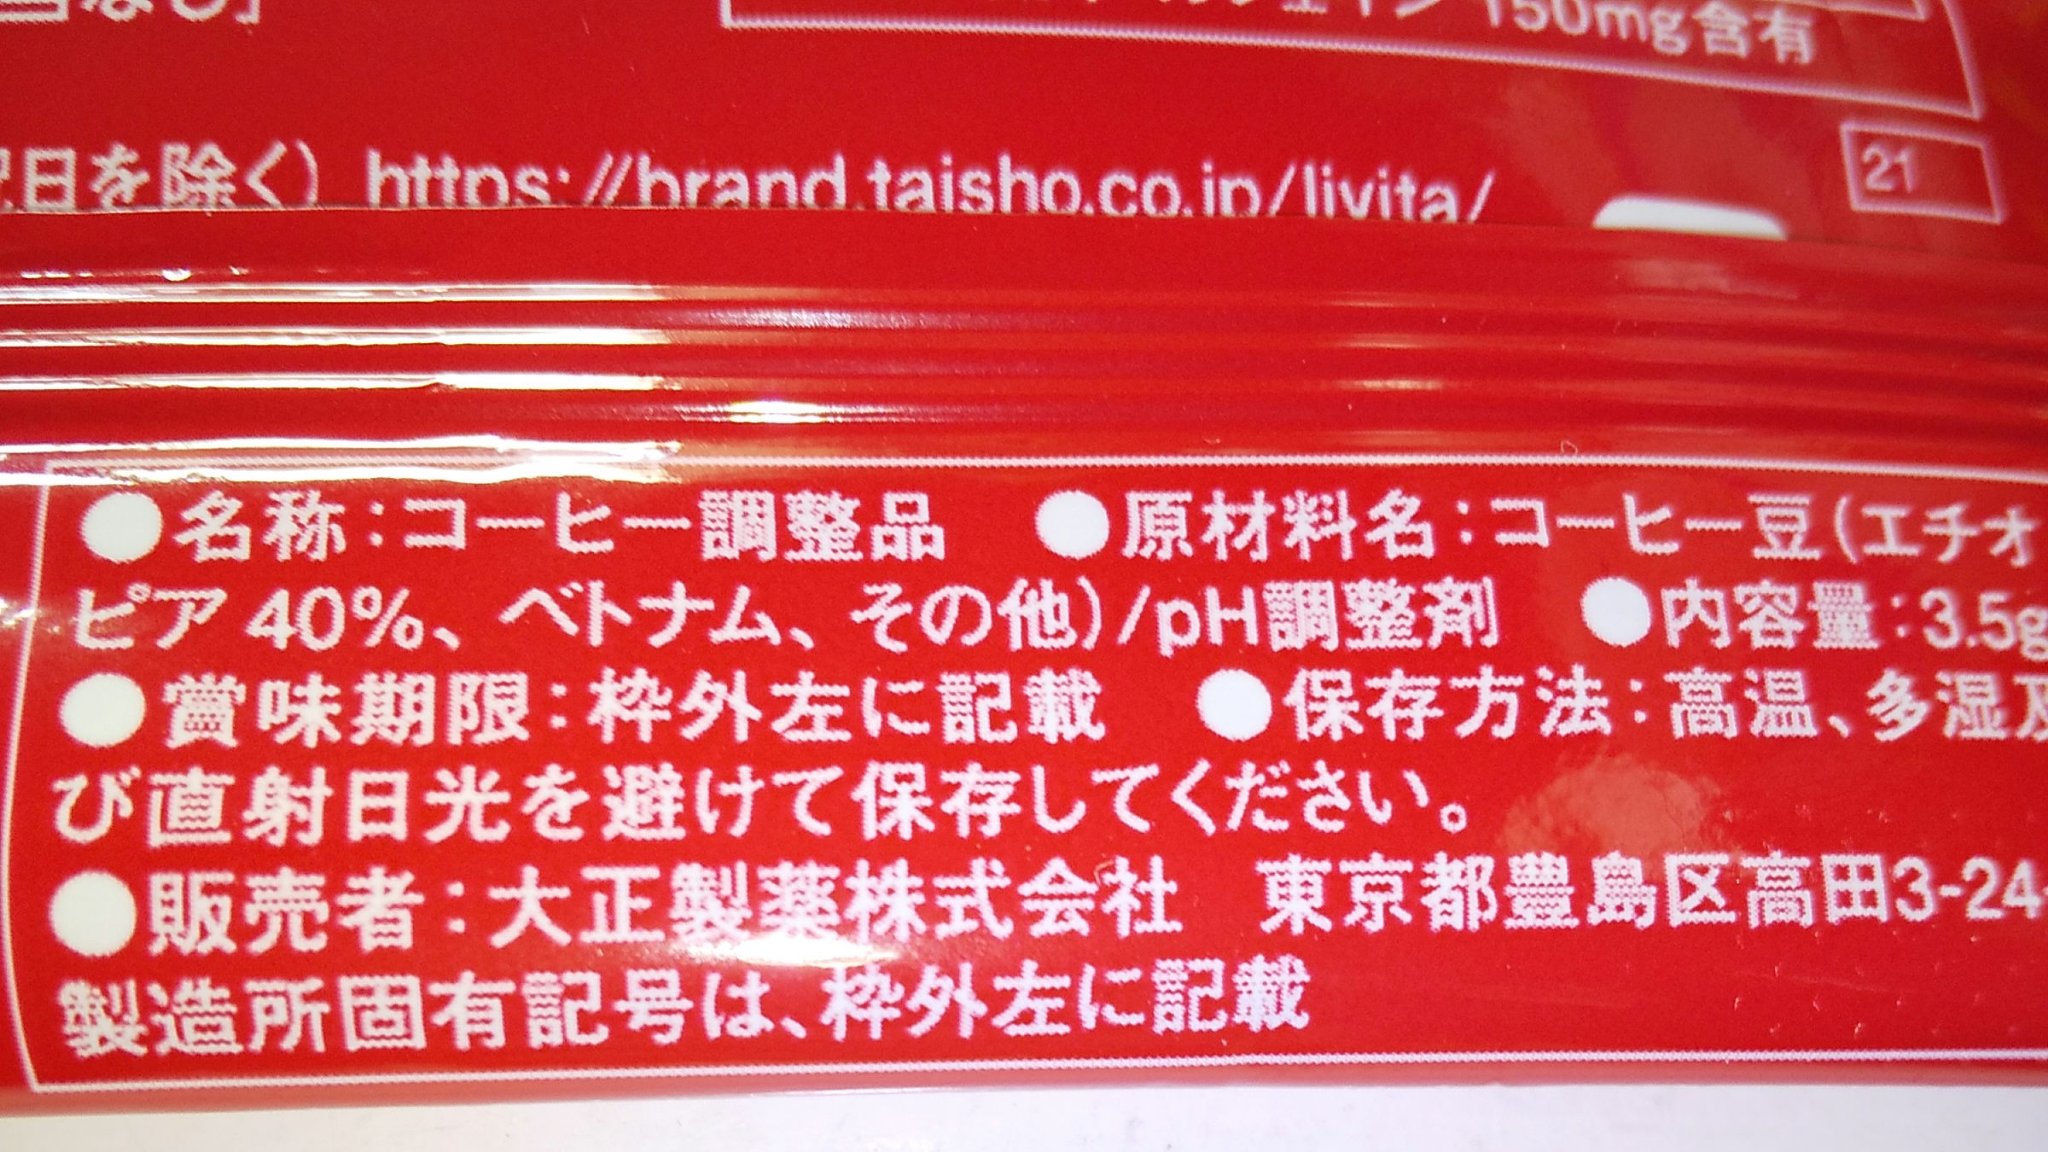 150mg含有
日を除く） https://brand.taisho.co.jp/livita/
21
●名称：コーヒー調整品　●原材料名：コーヒー豆（エチオ
ピア40%、ベトナム、その他）/pH調整剤　●内容量：3.5g
●賞味期限：枠外左に記載　●保存方法：高温、多湿及
び直射日光を避けて保存してください。
●販売者：大正製薬株式会社　東京都豊島区高田3-24-
製造所固有記号は、枠外左に記載